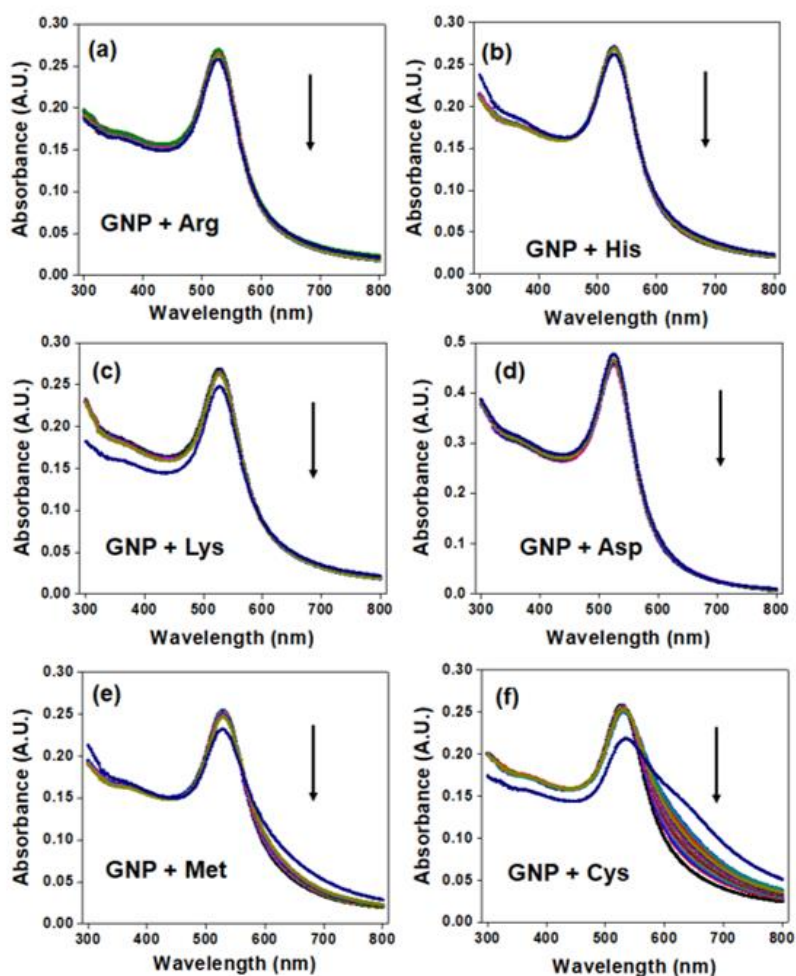 (a)
Absorbance (A.U.)
0.30
0.25
0.20
0.15
0.10
0.05
0.00
GNP + Arg
300 400 500 600 700 800
Wavelength (nm)
(b)
Absorbance (A.U.)
0.30
0.25
0.20
0.15
0.10
0.05
0.00
GNP + His
300 400 500 600 700 800
Wavelength (nm)
(c)
Absorbance (A.U.)
0.30
0.25
0.20
0.15
0.10
0.05
0.00
GNP + Lys
300 400 500 600 700 800
Wavelength (nm)
(d)
Absorbance (A.U.)
0.5
0.4
0.3
0.2
0.1
0.0
GNP + Asp
300 400 500 600 700 800
Wavelength (nm)
(e)
Absorbance (A.U.)
0.30
0.25
0.20
0.15
0.10
0.05
0.00
GNP + Met
300 400 500 600 700 800
Wavelength (nm)
(f)
Absorbance (A.U.)
0.30
0.25
0.20
0.15
0.10
0.05
0.00
GNP + Cys
300 400 500 600 700 800
Wavelength (nm)